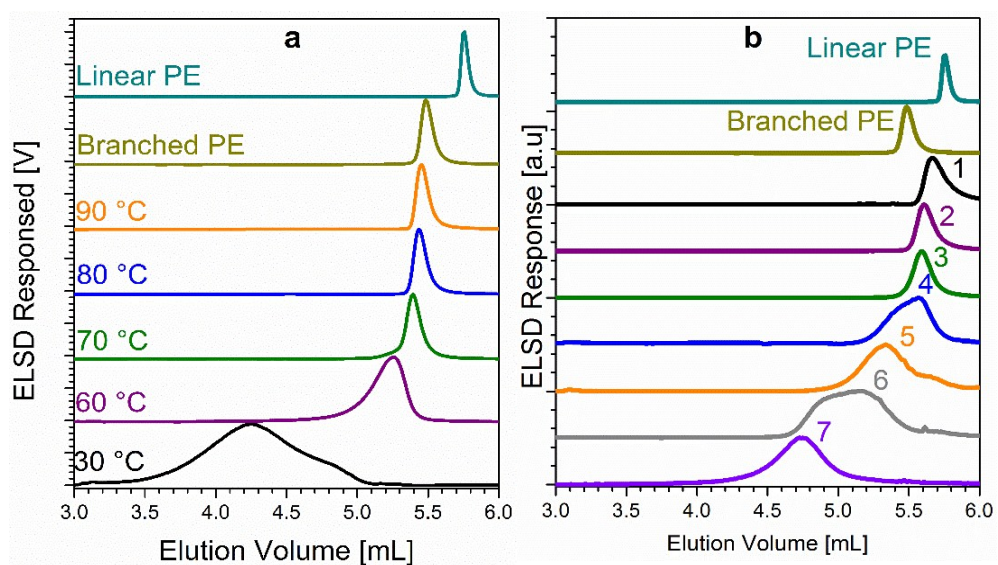 a
Linear PE
Branched PE
90 °C
80 °C
70 °C
60 °C
30 °C
ELSD Responsed [V]
3.0 3.5 4.0 4.5 5.0 5.5 6.0
Elution Volume [mL]
b
Linear PE
Branched PE
1
2
3
4
5
6
7
ELSD Response [a.u]
3.0 3.5 4.0 4.5 5.0 5.5 6.0
Elution Volume [mL]